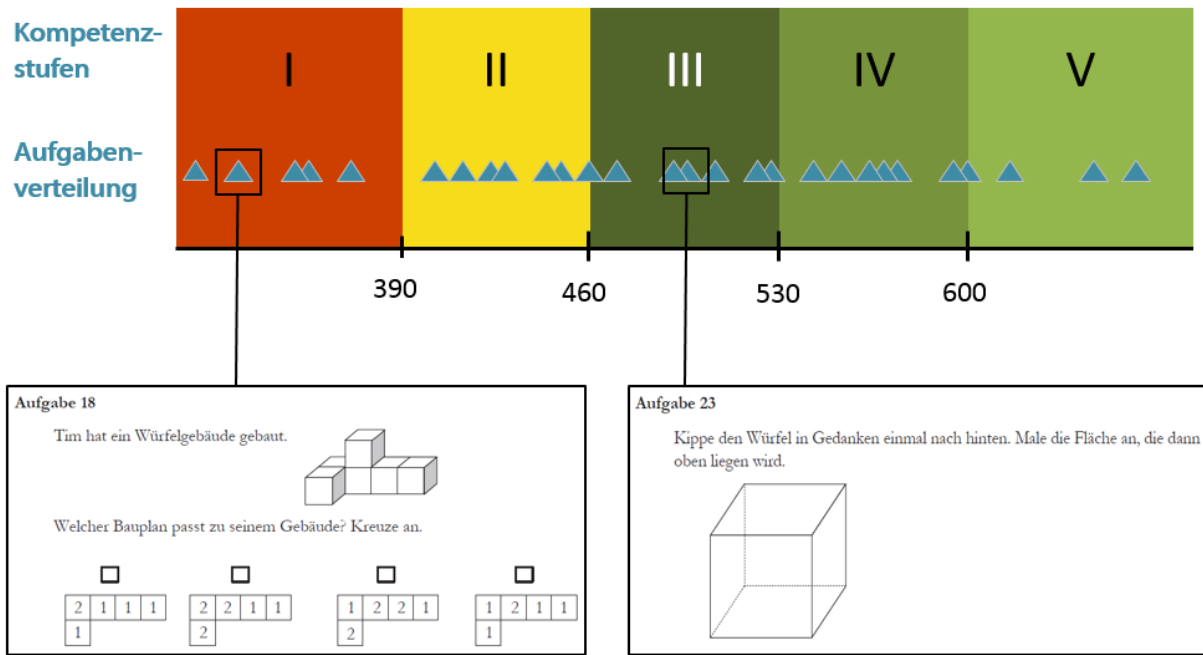 Kompetenz-
stufen
I
II
III
IV
V
Aufgaben-
verteilung
390
460
530
600
Aufgabe 18
Tim hat ein Würfelgebäude gebaut.
Welcher Bauplan passt zu seinem Gebäude? Kreuze an.
2 1 1 1
1
2 2 1 1
2
1 2 2 1
2
1 2 1 1
1
Aufgabe 23
Kippe den Würfel in Gedanken einmal nach hinten. Male die Fläche an, die dann
oben liegen wird.